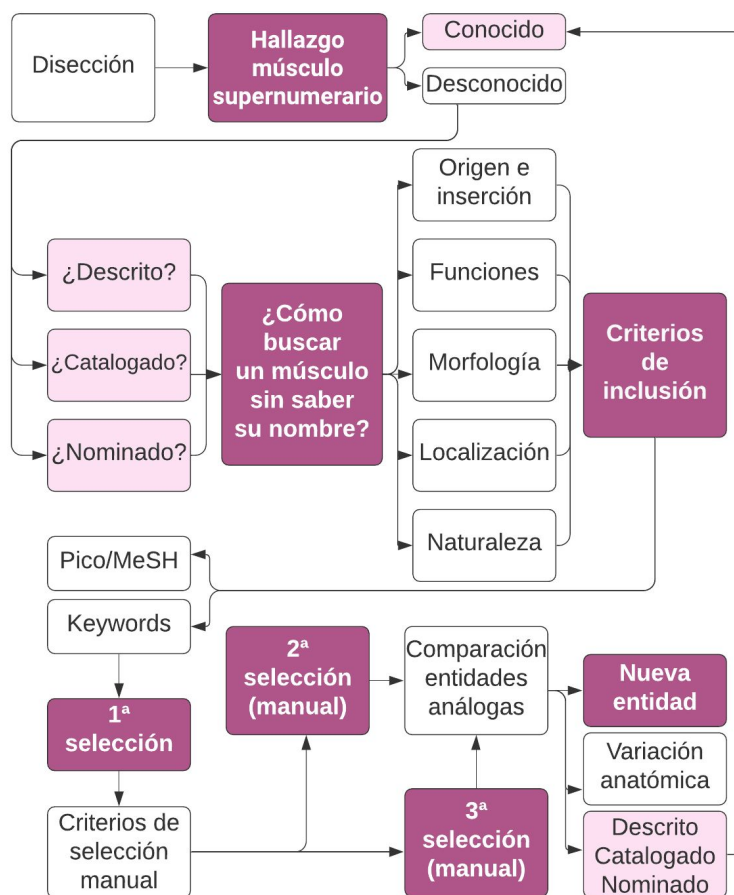 Disección
Hallazgo
músculo
supernumerario
Conocido
Desconocido
¿Descrito?
¿Catalogado?
¿Nominado?
¿Cómo
buscar
un músculo
sin saber
su nombre?
Origen e
inserción
Funciones
Morfología
Localización
Naturaleza
Criterios
de
inclusión
Pico/MeSH
Keywords
1ª
selección
Criterios de
selección
manual
2ª
selección
(manual)
3ª
selección
(manual)
Comparación
entidades
análogas
Nueva
entidad
Variación
anatómica
Descrito
Catalogado
Nominado